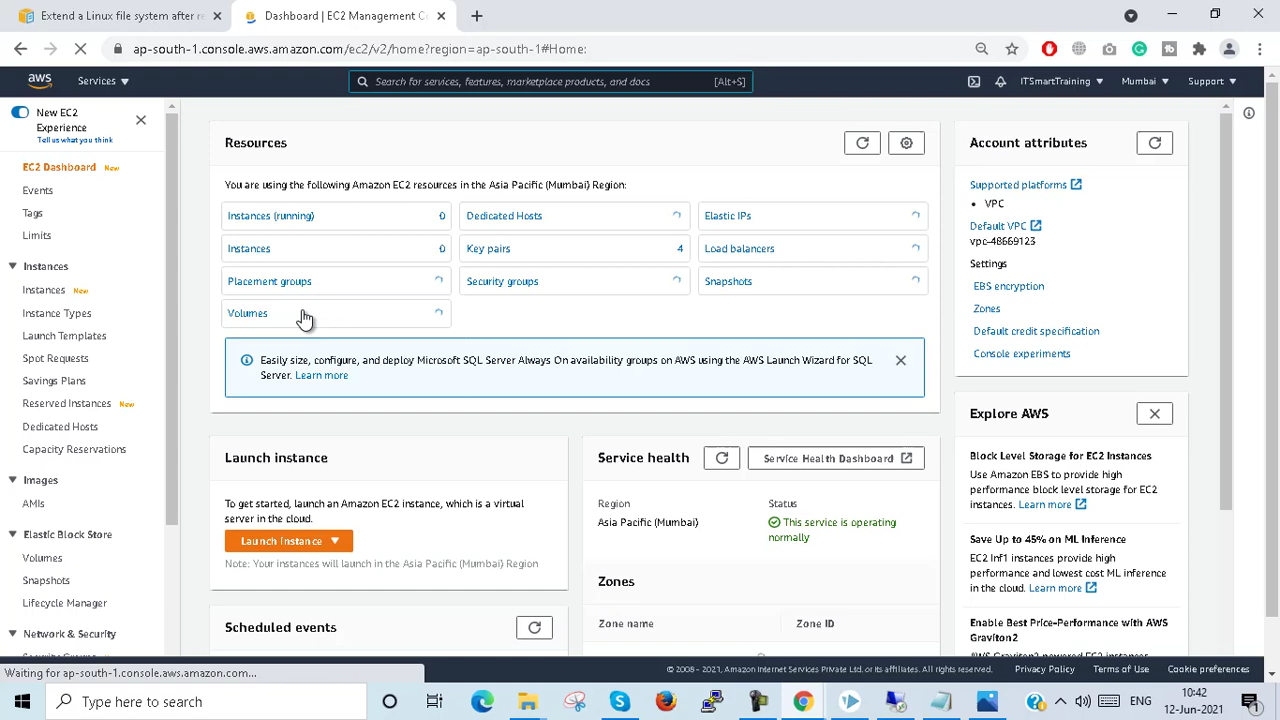 Extend a Linux file system after r
Dashboard | EC2 Management C
ap-south-1.console.aws.amazon.com/ec2/v2/home?region=ap-south-1#Home:
aws
Services
Search for services, features, marketplace products, and docs
[Alt+S]
ITSmartTraining
Mumbai
Support
New EC2
Experience
Tell us what you think
EC2 Dashboard New
Events
Tags
Limits
Instances
Instances New
Instance Types
Launch Templates
Spot Requests
Savings Plans
Reserved Instances New
Dedicated Hosts
Capacity Reservations
Images
AMIs
Elastic Block Store
Volumes
Snapshots
Lifecycle Manager
Network & Security
Resources
You are using the following Amazon EC2 resources in the Asia Pacific (Mumbai) Region:
Instances (running) 0
Dedicated Hosts
Elastic IPs
Instances 0
Key pairs 4
Load balancers
Placement groups
Security groups
Snapshots
Volumes
Easily size, configure, and deploy Microsoft SQL Server Always On availability groups on AWS using the AWS Launch Wizard for SQL
Server. Learn more
Launch instance
To get started, launch an Amazon EC2 instance, which is a virtual
server in the cloud.
Launch Instance
Note: Your instances will launch in the Asia Pacific (Mumbai) Region
Scheduled events
Service health
Service Health Dashboard
Region
Status
Asia Pacific (Mumbai)
This service is operating
normally
Zones
Zone name
Zone ID
Account attributes
Supported platforms
VPC
Default VPC
vpc-48669123
Settings
EBS encryption
Zones
Default credit specification
Console experiments
Explore AWS
Block Level Storage for EC2 Instances
Use Amazon EBS to provide high
performance block level storage for EC2
instances. Learn more
Save Up to 45% on ML Inference
EC2 Inf1 instances provide high
performance and lowest cost ML inference
in the cloud. Learn more
Enable Best Price-Performance with AWS
Graviton2
Waiting for ap-south-1.console.aws.amazon.com...
© 2008 - 2021, Amazon Internet Services Private Ltd. or its affiliates. All rights reserved.
Privacy Policy
Terms of Use
Cookie preferences
Type here to search
ENG
10:42
12-Jun-2021